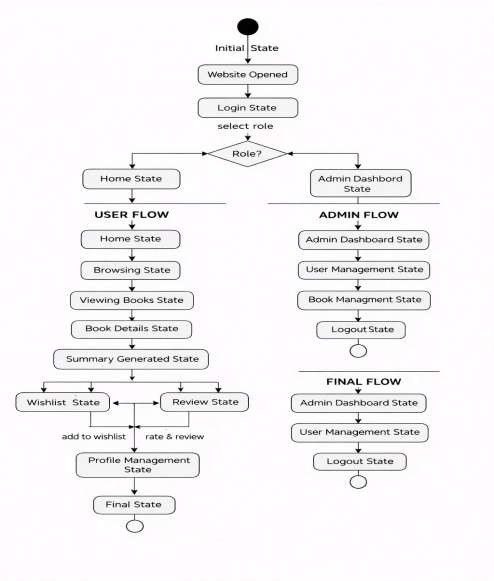 Initial State
Website Opened
Login State
select role
Role?
Home State
Admin Dashbord
State
USER FLOW
Home State
Browsing State
Viewing Books State
Book Details State
Summary Generated State
Wishlist State
Review State
add to wishlist
rate & review
Profile Management
State
Final State
ADMIN FLOW
Admin Dashboard State
User Management State
Book Managment State
Logout State
FINAL FLOW
Admin Dashboard State
User Management State
Logout State